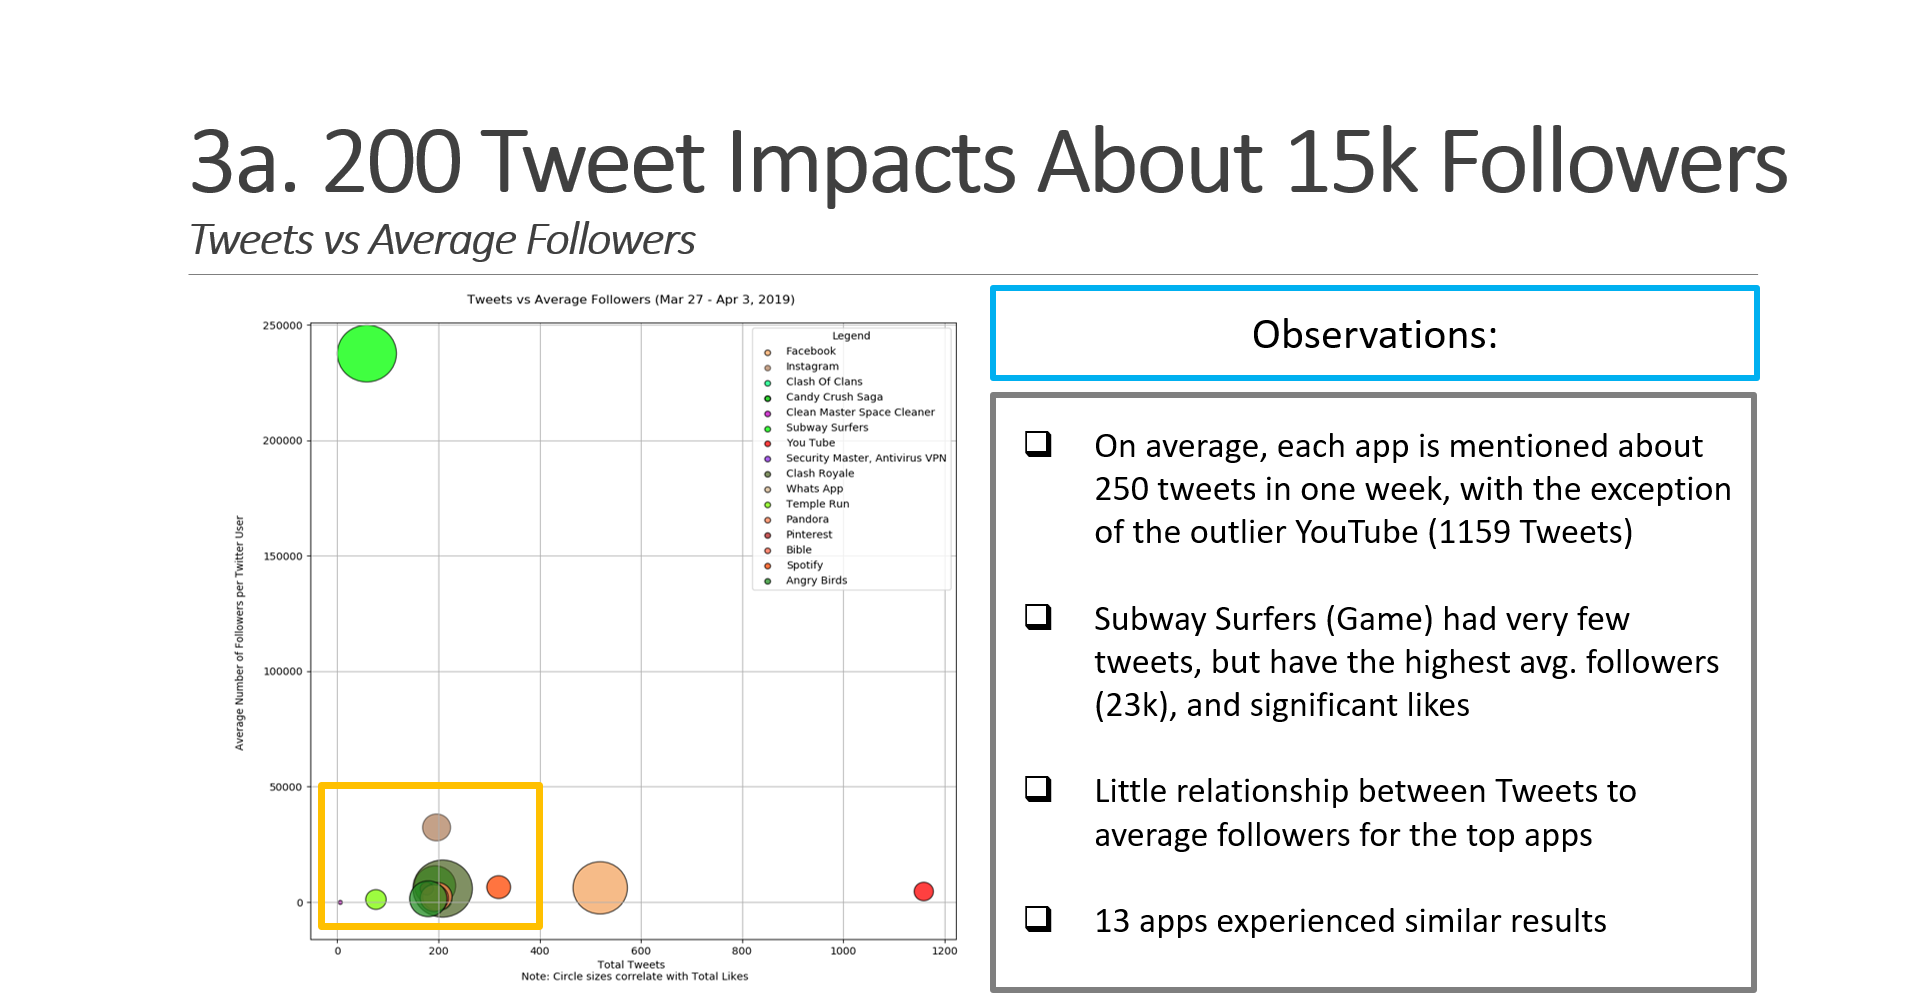 3a. 200 Tweet Impacts About 15k Followers
Tweets vs Average Followers
Tweets vs Average Followers (Mar 27 - Apr 3, 2019)
250000
200000
150000
100000
50000
0
Average Number of Followers per Twitter User
Legend
Facebook
Instagram
Clash Of Clans
Candy Crush Saga
Clean Master Space Cleaner
Subway Surfers
You Tube
Security Master, Antivirus VPN
Clash Royale
Whats App
Temple Run
Pandora
Pinterest
Bible
Spotify
Angry Birds
0 200 400 600 800 1000 1200
Total Tweets
Note: Circle sizes correlate with Total Likes
Observations:
❑ On average, each app is mentioned about
250 tweets in one week, with the exception
of the outlier YouTube (1159 Tweets)
❑ Subway Surfers (Game) had very few
tweets, but have the highest avg. followers
(23k), and significant likes
❑ Little relationship between Tweets to
average followers for the top apps
❑ 13 apps experienced similar results